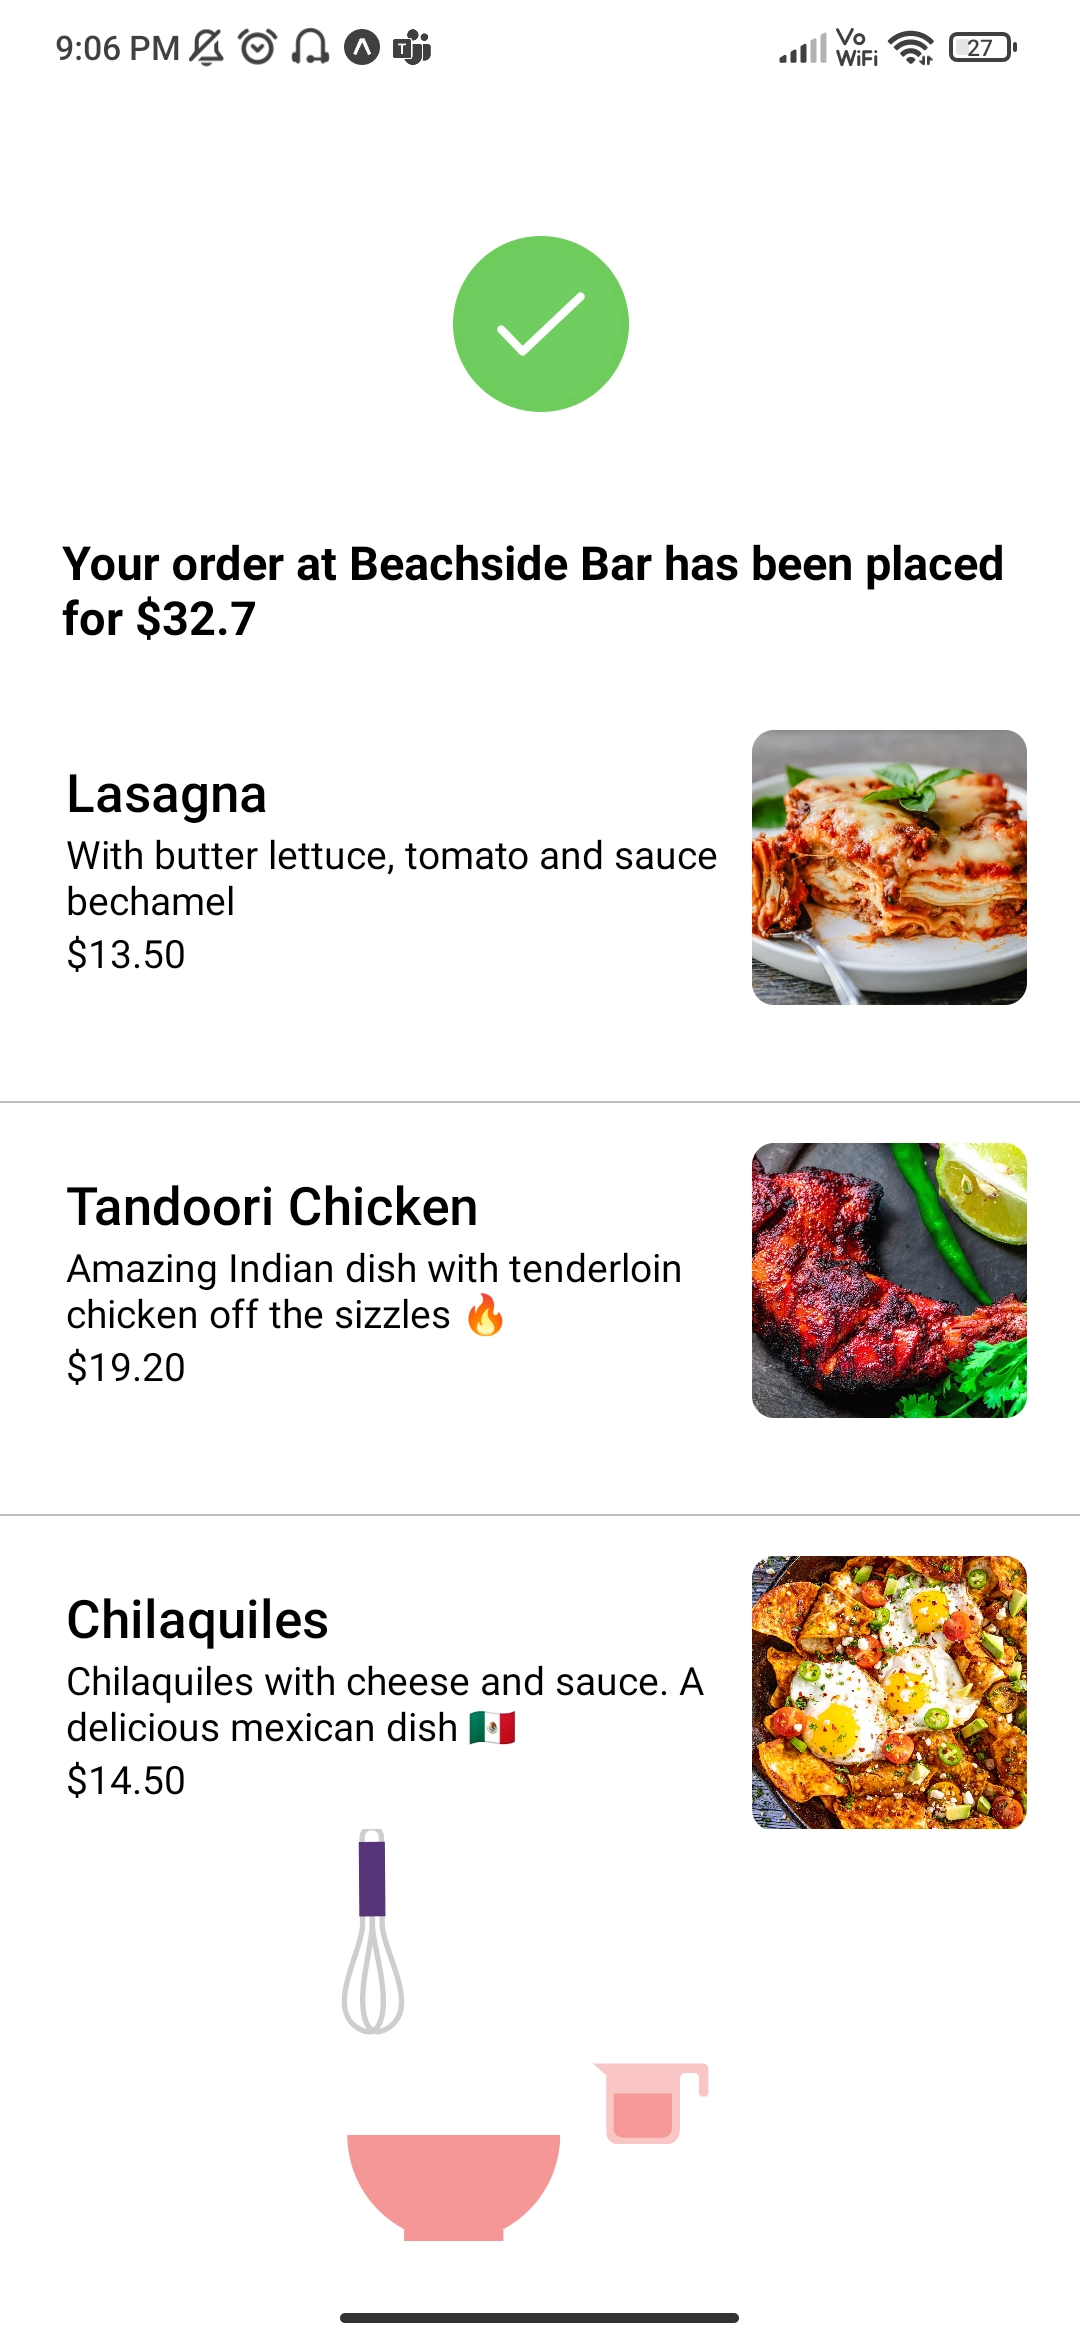 9:06 PM
Vo
WiFi
27
Your order at Beachside Bar has been placed
for $32.7
Lasagna
With butter lettuce, tomato and sauce
bechamel
$13.50
Tandoori Chicken
Amazing Indian dish with tenderloin
chicken off the sizzles 🔥
$19.20
Chilaquiles
Chilaquiles with cheese and sauce. A
delicious mexican dish 🇲🇽
$14.50